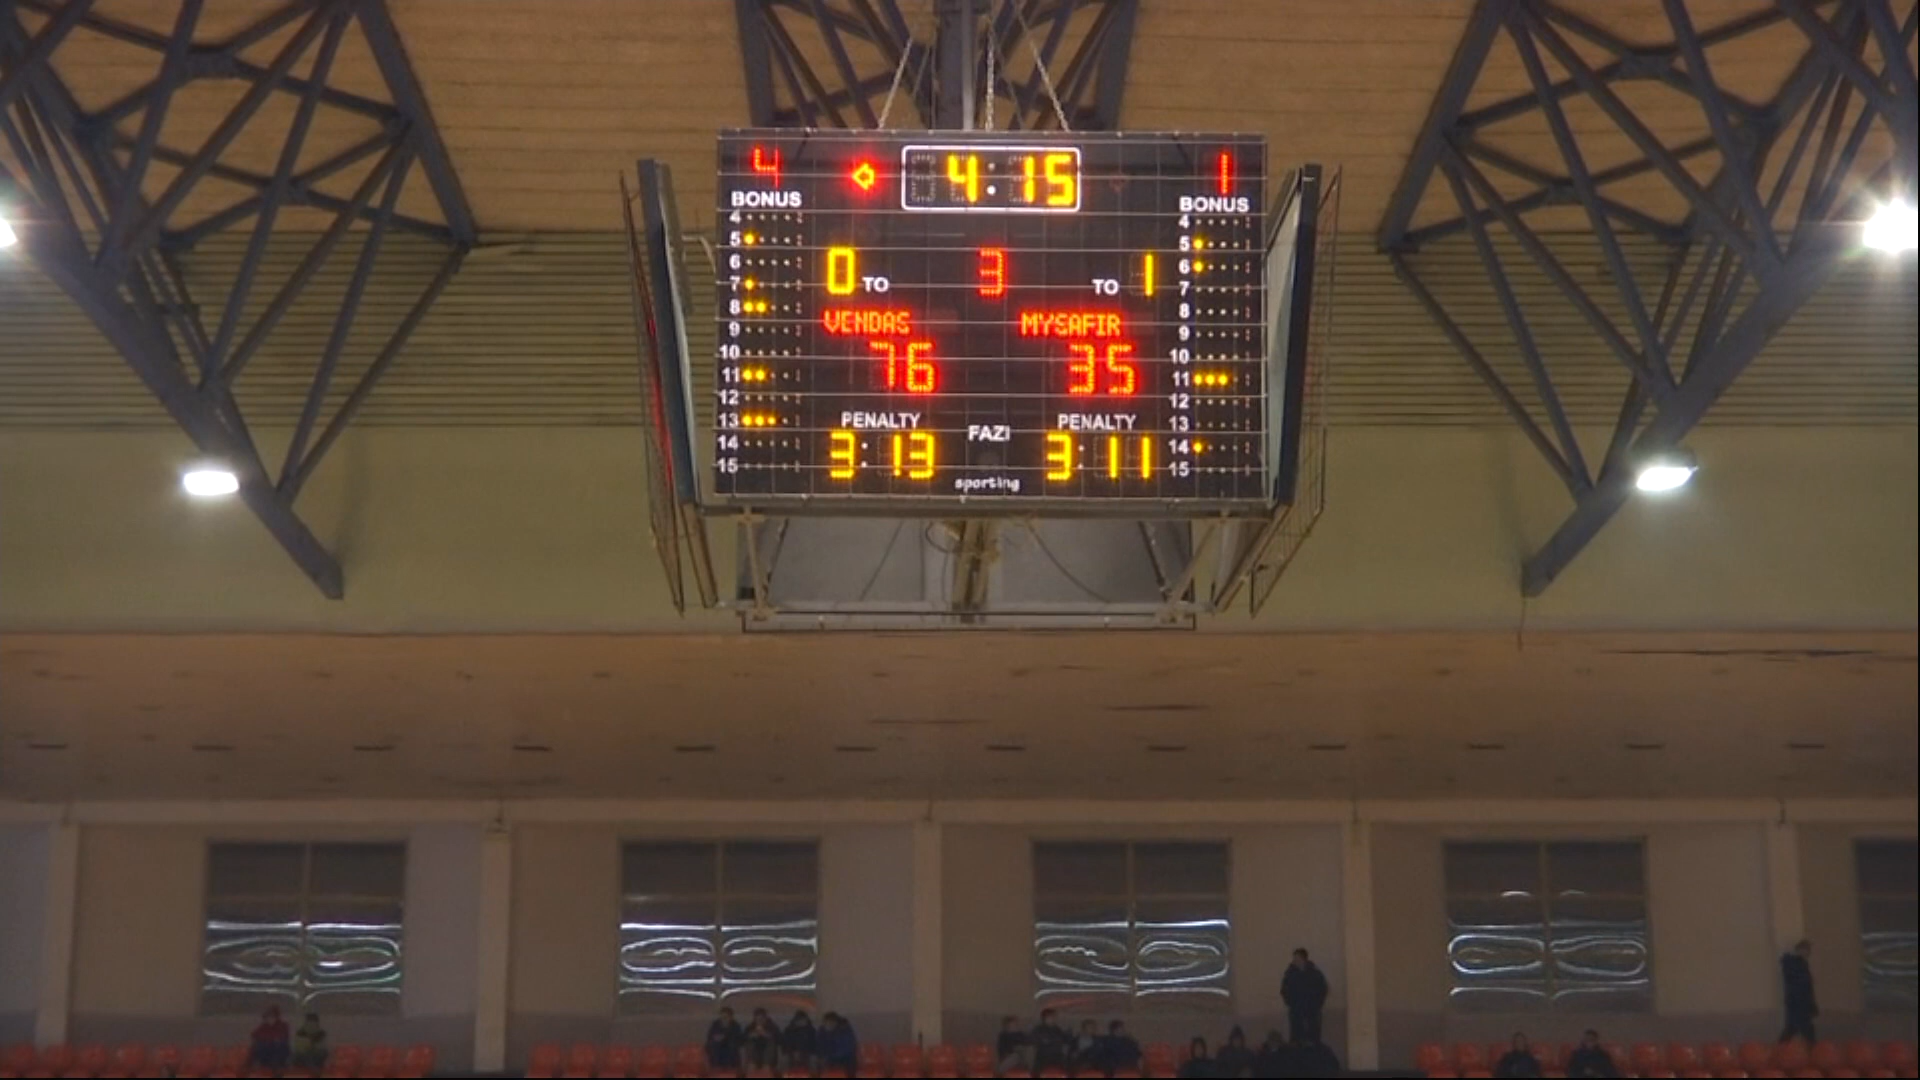 4 4:15 1
BONUS BONUS
4 4
5 5
6 6
7 7
8 8
9 9
10 10
11 11
12 12
13 13
14 14
15 15
0 TO 3 TO 1
VENDAS MYSAFIR
76 35
PENALTY FAZI PENALTY
3:13 3:11
sporting